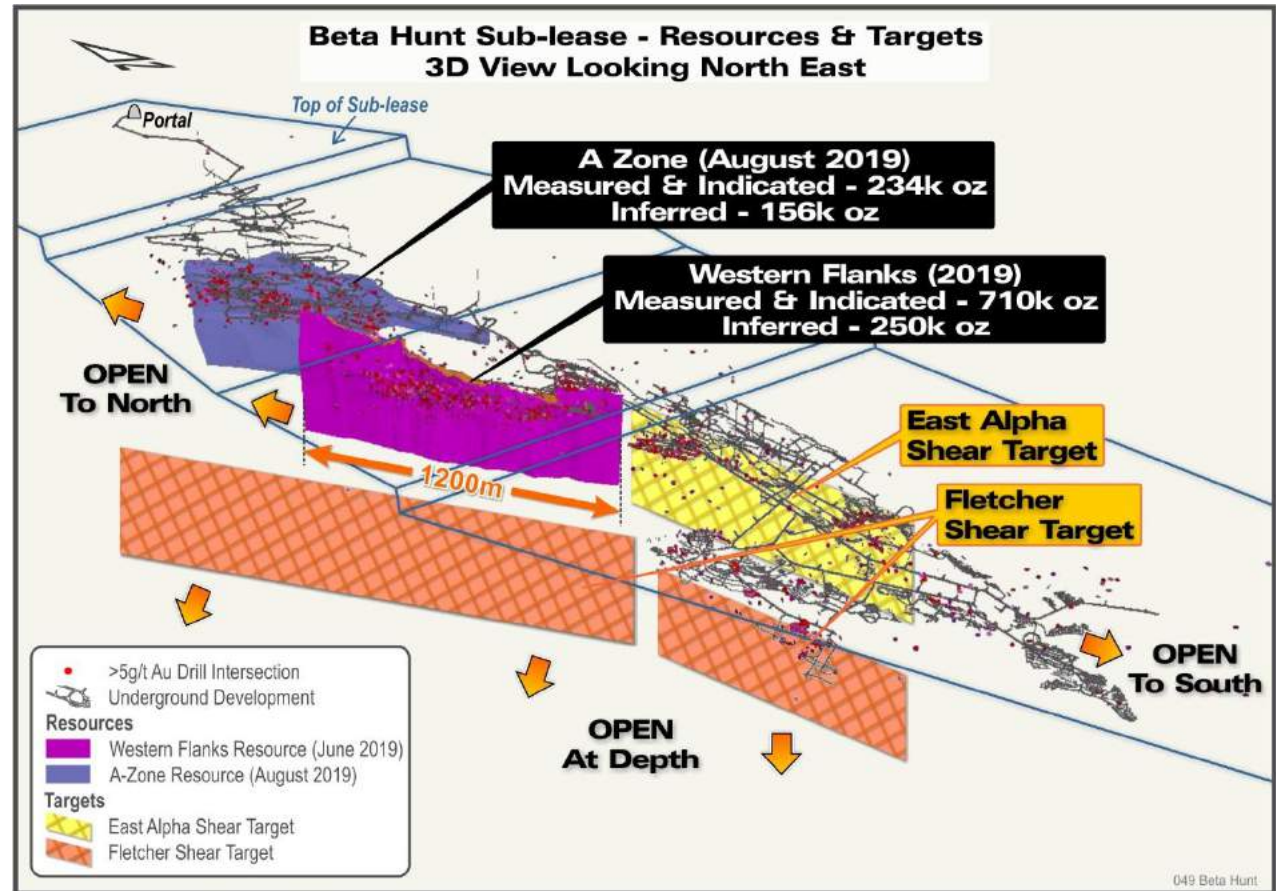 Beta Hunt Sub-lease - Resources & Targets
3D View Looking North East
Top of Sub-lease
Portal
A Zone (August 2019)
Measured & Indicated - 234k oz
Inferred - 156k oz
Western Flanks (2019)
Measured & Indicated - 710k oz
Inferred - 250k oz
OPEN
To North
1200m
East Alpha
Shear Target
Fletcher
Shear Target
OPEN
To South
OPEN
At Depth
>5g/t Au Drill Intersection
Underground Development
Resources
Western Flanks Resource (June 2019)
A-Zone Resource (August 2019)
Targets
East Alpha Shear Target
Fletcher Shear Target
049 Beta Hunt